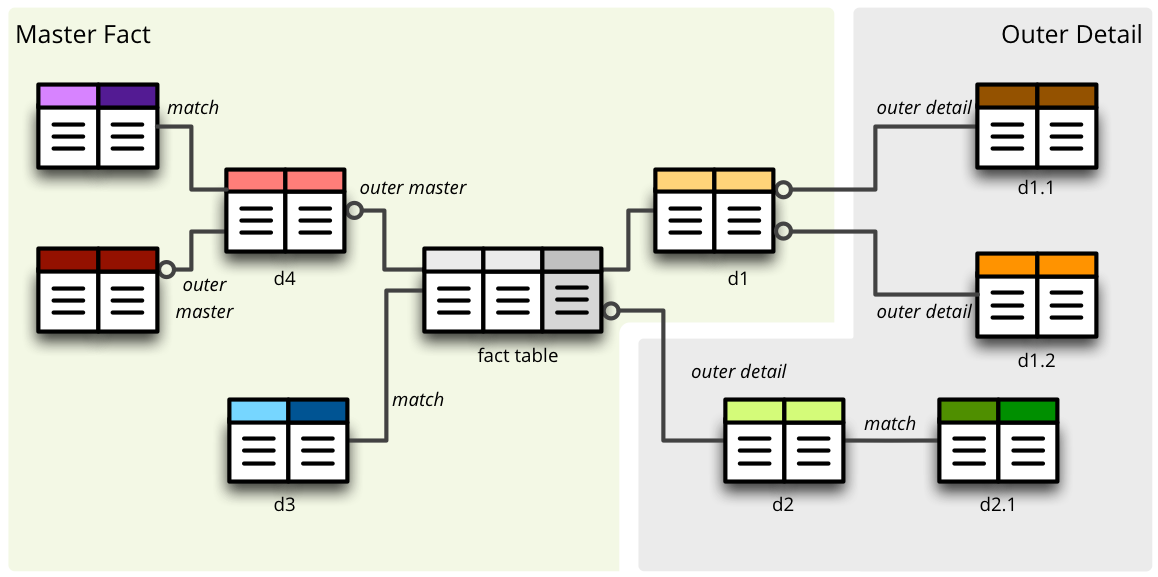 Master Fact
Outer Detail
match
outer detail
d1.1
outer master
d4
d1
outer
master
outer detail
fact table
d1.2
outer detail
match
match
d3
d2
d2.1